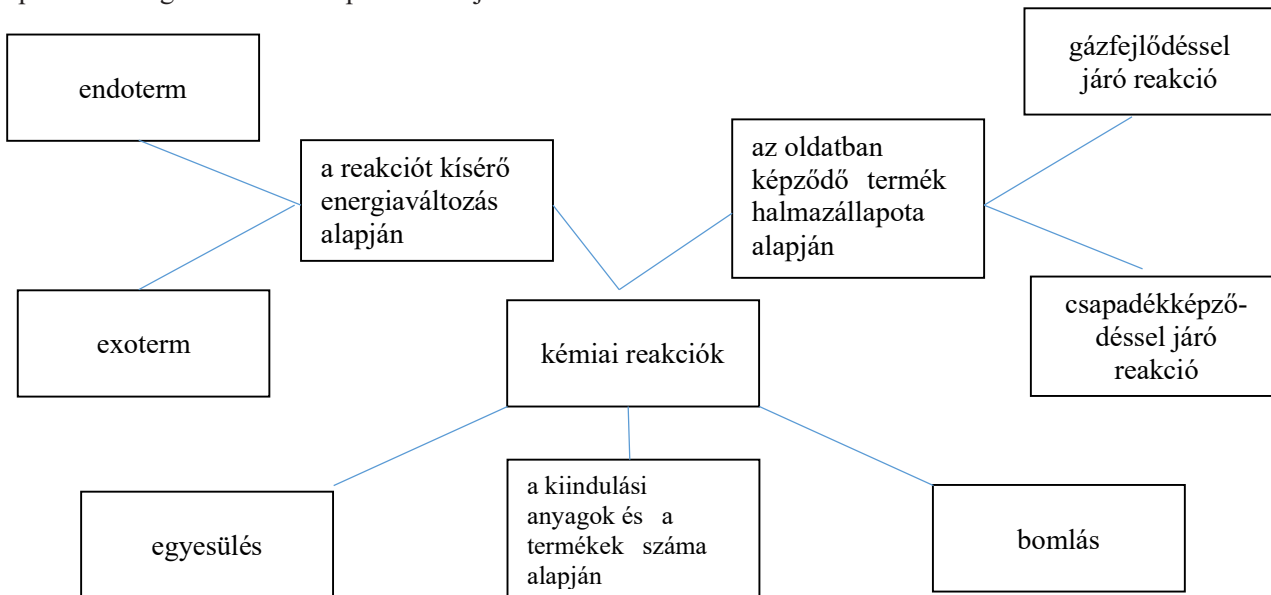 gázfejlődéssel
járó reakció
endoterm
a reakciót kísérő
energiaváltozás
alapján
az oldatban
képződő termék
halmazállapota
alapján
exoterm
kémiai reakciók
csapadékképző-
déssel járó
reakció
egyesülés
a kiindulási
anyagok és a
termékek száma
alapján
bomlás